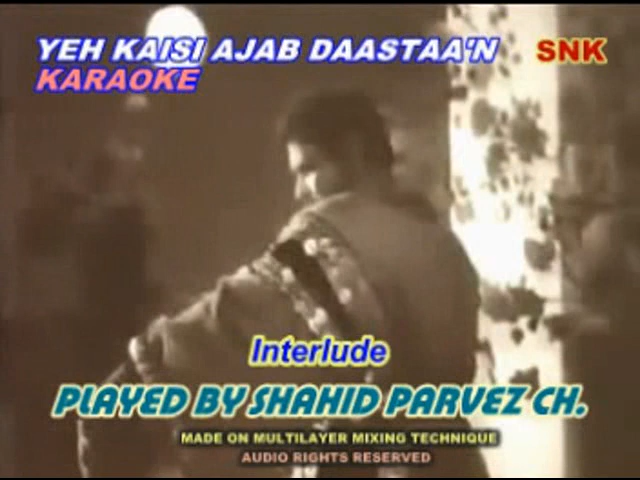 YEH KAISI AJAB DAASTAA'N SNK
KARAOKE
Interlude
PLAYED BY SHAHID PARVEZ CH.
MADE ON MULTILAYER MIXING TECHNIQUE
AUDIO RIGHTS RESERVED